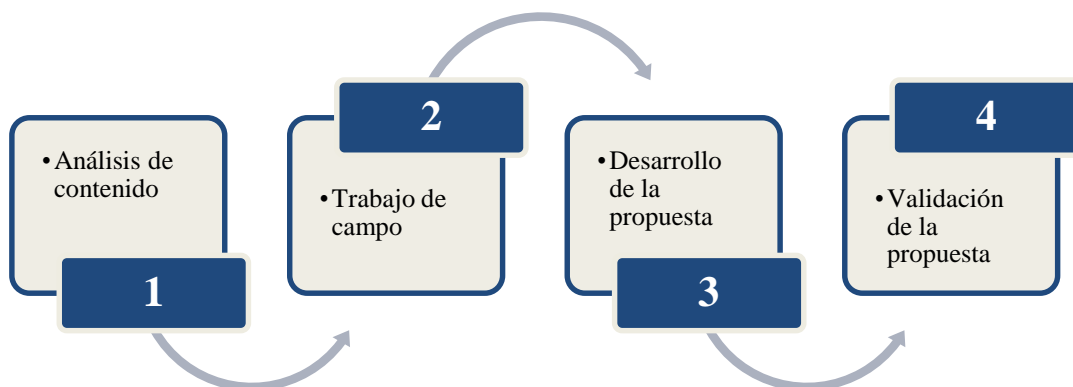 • Análisis de
contenido
1
2
• Trabajo de
campo
• Desarrollo
de la
propuesta
3
4
• Validación
de la
propuesta